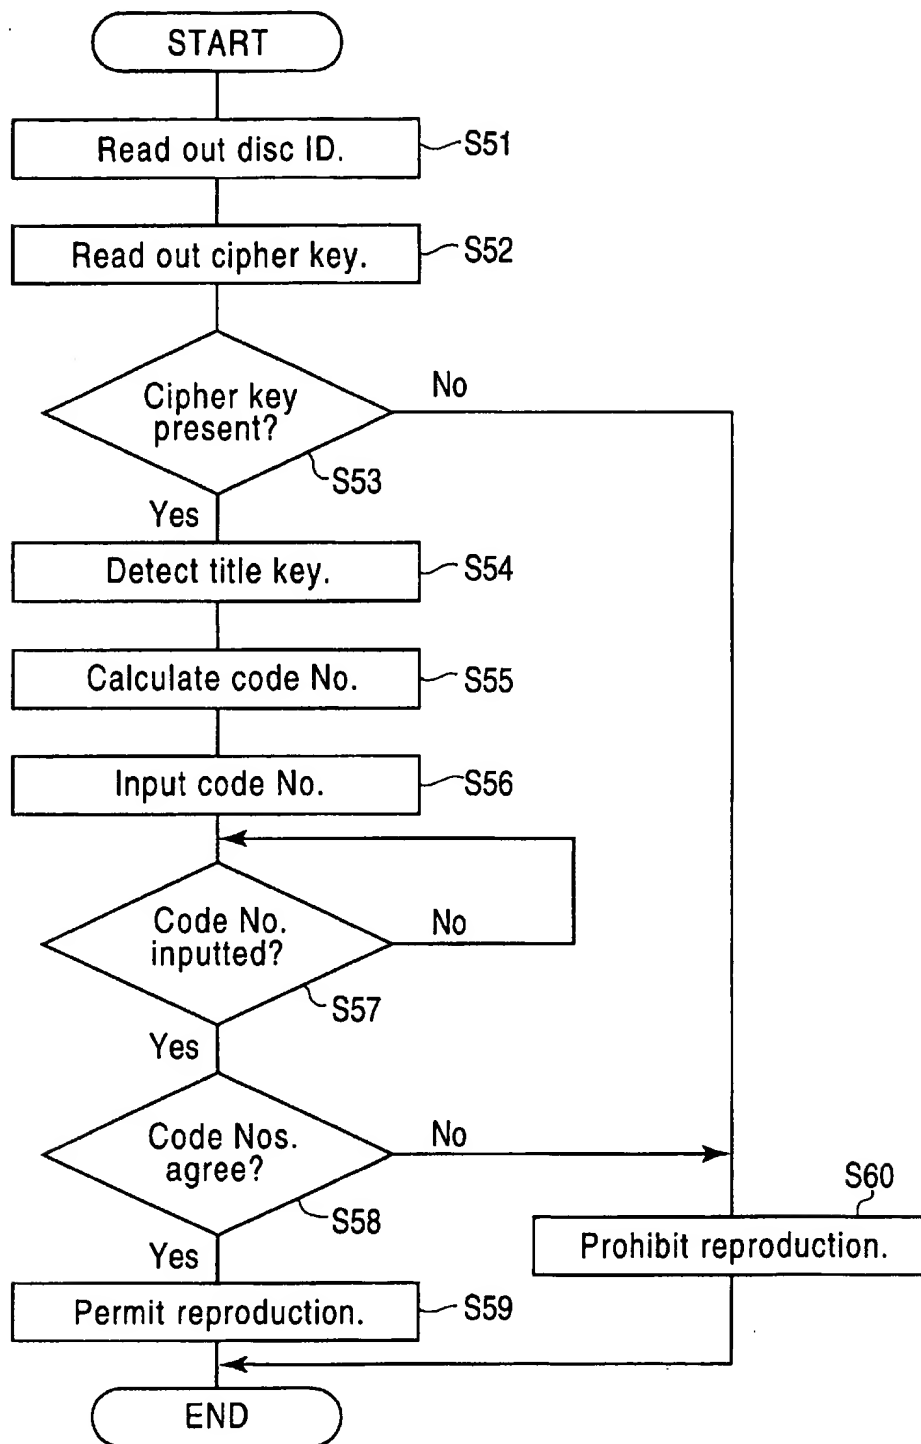 START
Read out disc ID.
S51
Read out cipher key.
S52
Cipher key
present?
No
S53
Yes
Detect title key.
S54
Calculate code No.
S55
Input code No.
S56
Code No.
inputted?
No
S57
Yes
Code Nos.
agree?
No
S58
S60
Yes
Prohibit reproduction.
Permit reproduction.
S59
END